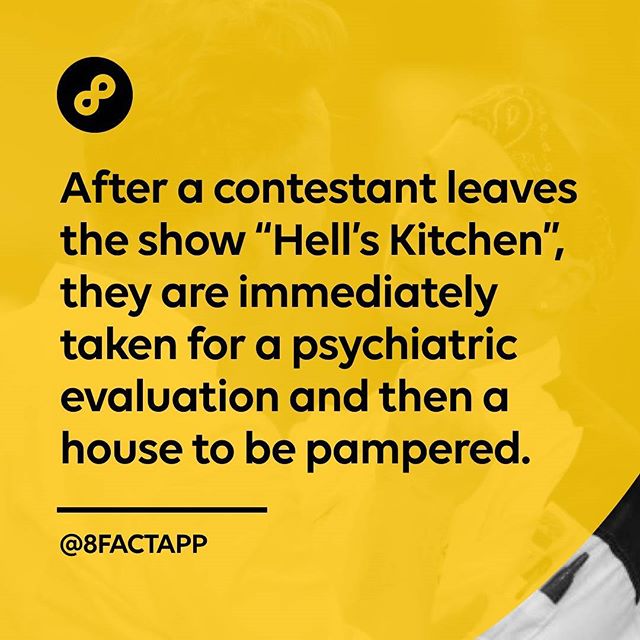 After a contestant leaves
the show “Hell’s Kitchen”,
they are immediately
taken for a psychiatric
evaluation and then a
house to be pampered.
@8FACTAPP